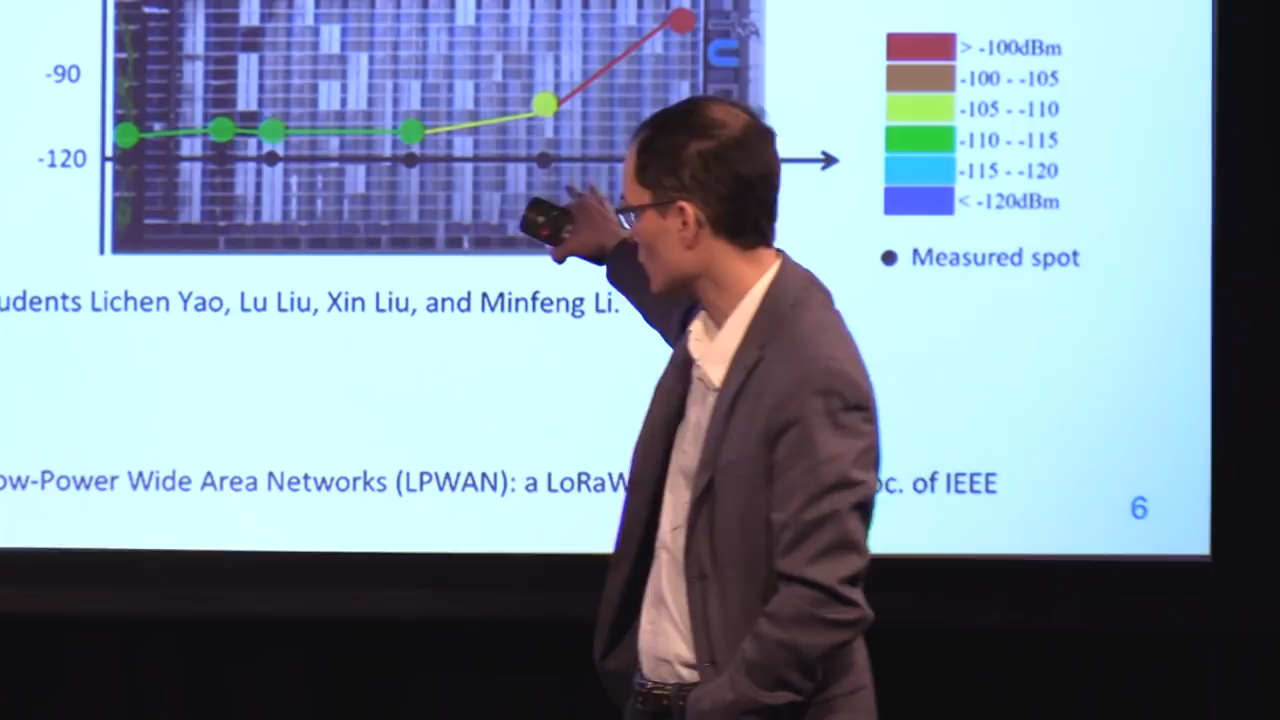 -90
-120
> -100dBm
-100 - -105
-105 - -110
-110 - -115
-115 - -120
< -120dBm
Measured spot
udents Lichen Yao, Lu Liu, Xin Liu, and Minfeng Li.
ow-Power Wide Area Networks (LPWAN): a LoRaW oc. of IEEE
6